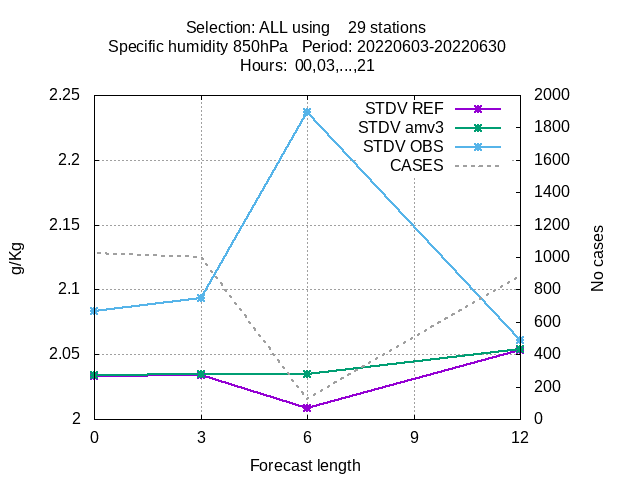 Selection: ALL using    29 stations
Specific humidity 850hPa   Period: 20220603-20220630
Hours:  00,03,...,21
STDV REF
STDV amv3
STDV OBS
CASES
2.25
2.2
2.15
2.1
2.05
2
2000
1800
1600
1400
1200
1000
800
600
400
200
0
g/Kg
No cases
0 3 6 9 12
Forecast length